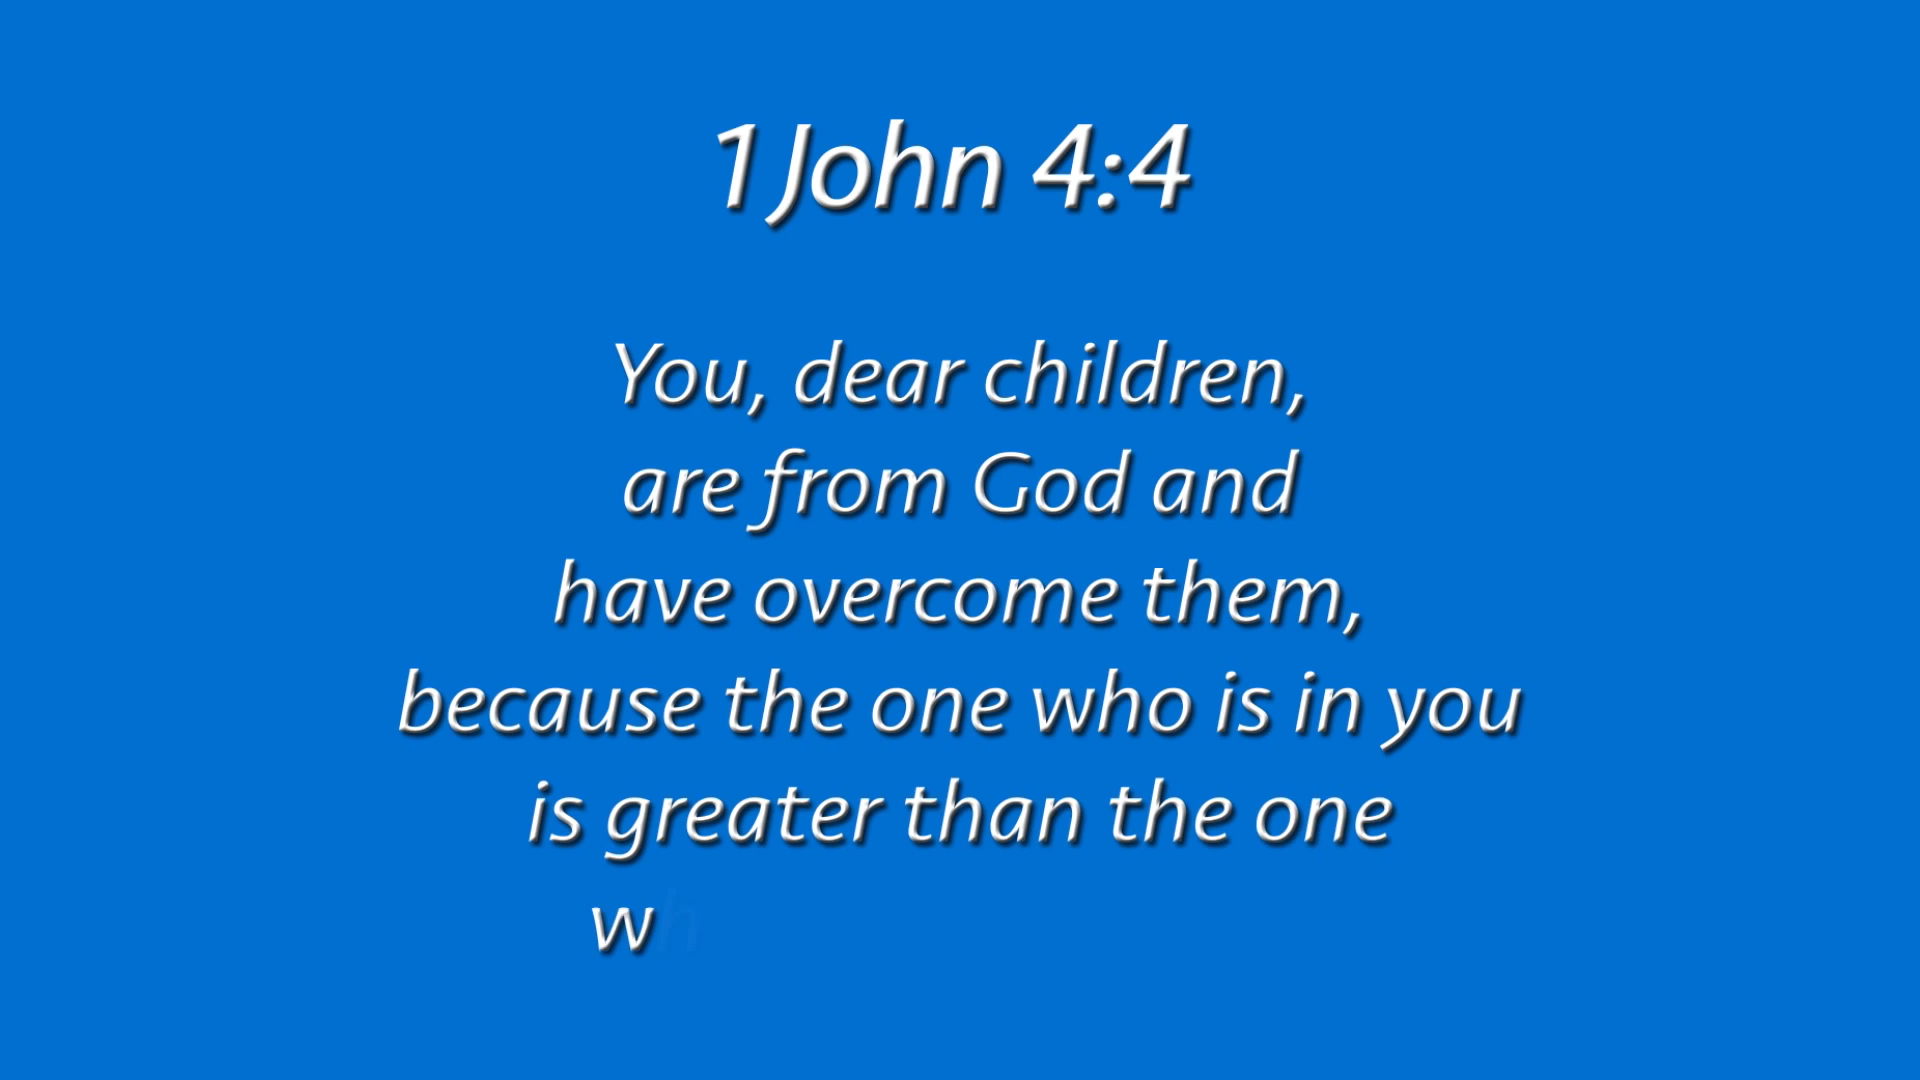 1 John 4:4
You, dear children,
are from God and
have overcome them,
because the one who is in you
is greater than the one
wh